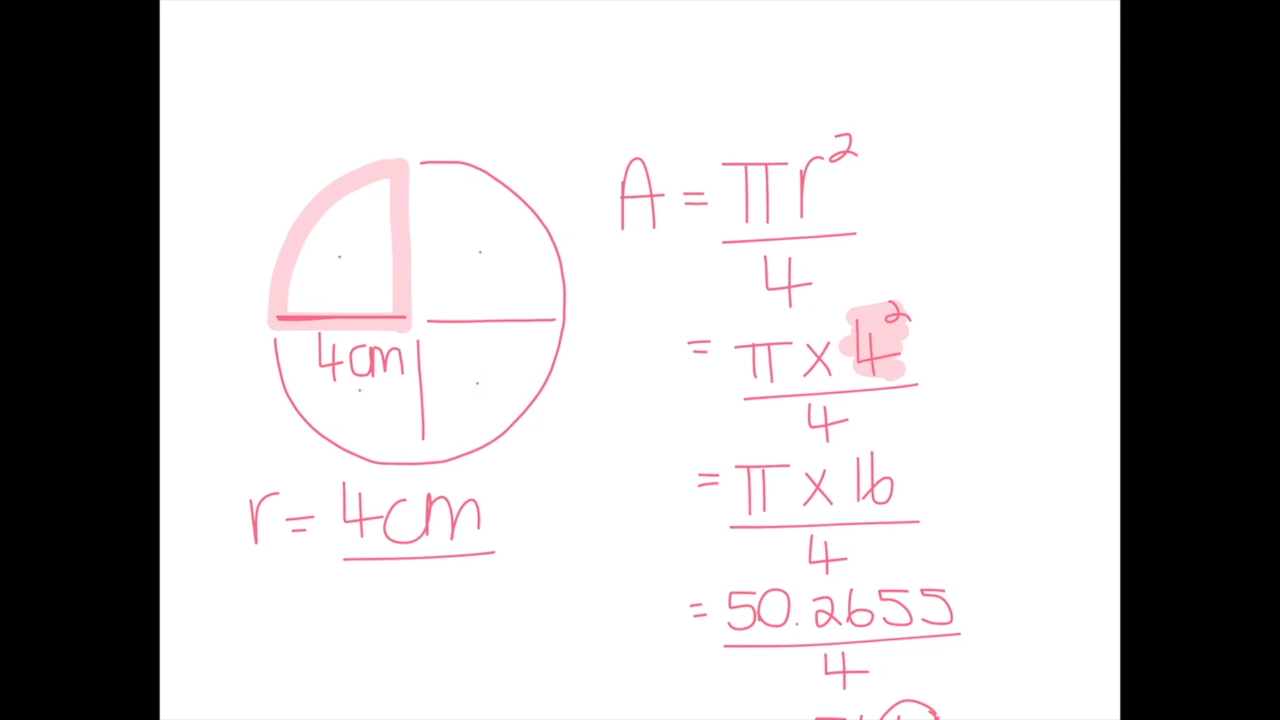 4cm
r = 4cm
A = πr²
4
= π × 4²
4
= π × 16
4
= 50.2655
4